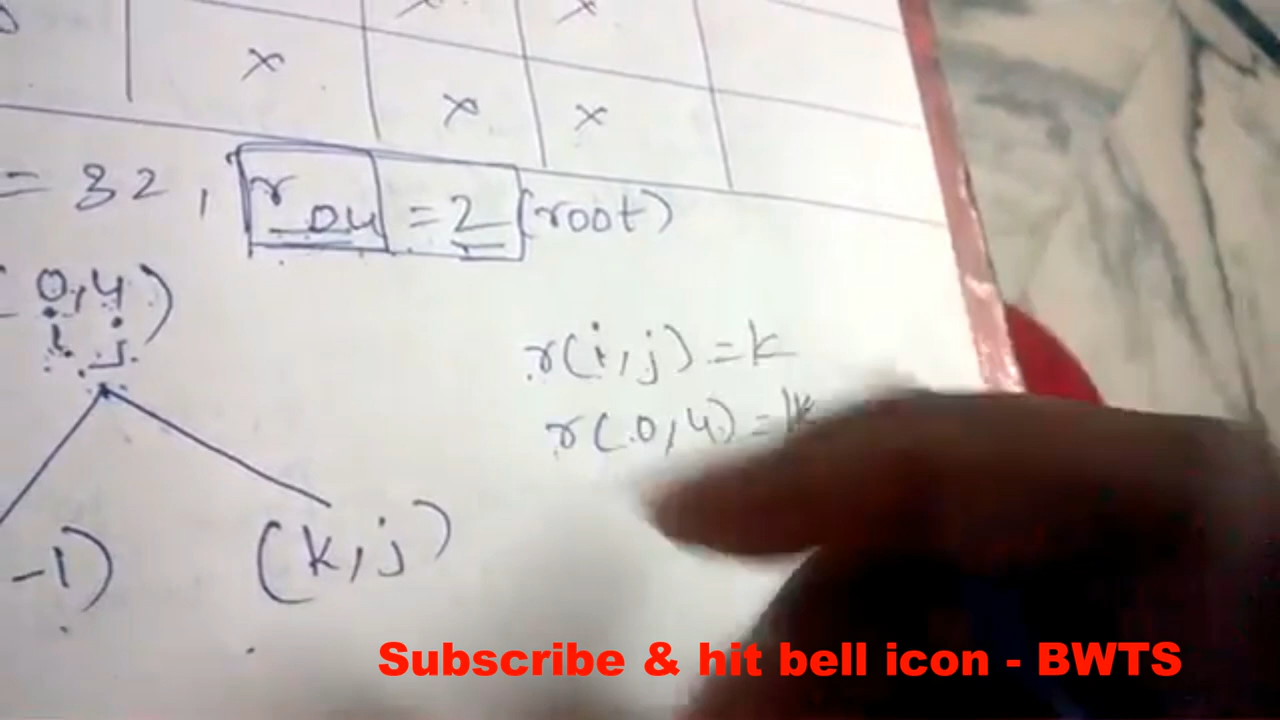 x x
x
x x
= 32, r04 = 2 (root)
0,4)
i j
r(i,j) = k
r(0,4) = k
-1) (k,j)
Subscribe & hit bell icon - BWTS